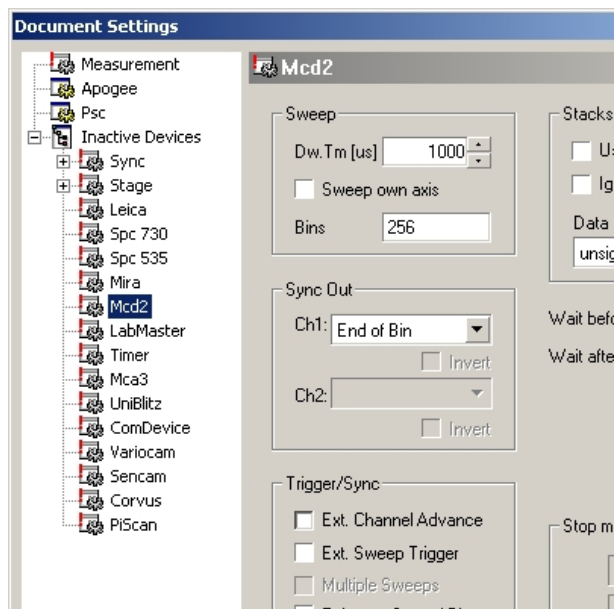 Document Settings
Measurement
Apogee
Psc
Inactive Devices
Sync
Stage
Leica
Spc 730
Spc 535
Mira
Mcd2
LabMaster
Timer
Mca3
UniBlitz
ComDevice
Variocam
Sencam
Corvus
PiScan
Mcd2
Sweep
Dw.Tm [us] 1000
Sweep own axis
Bins 256
Sync Out
Ch1: End of Bin
Invert
Ch2:
Invert
Trigger/Sync
Ext. Channel Advance
Ext. Sweep Trigger
Multiple Sweeps
Stacks
Data
Wait
Wait
Stop